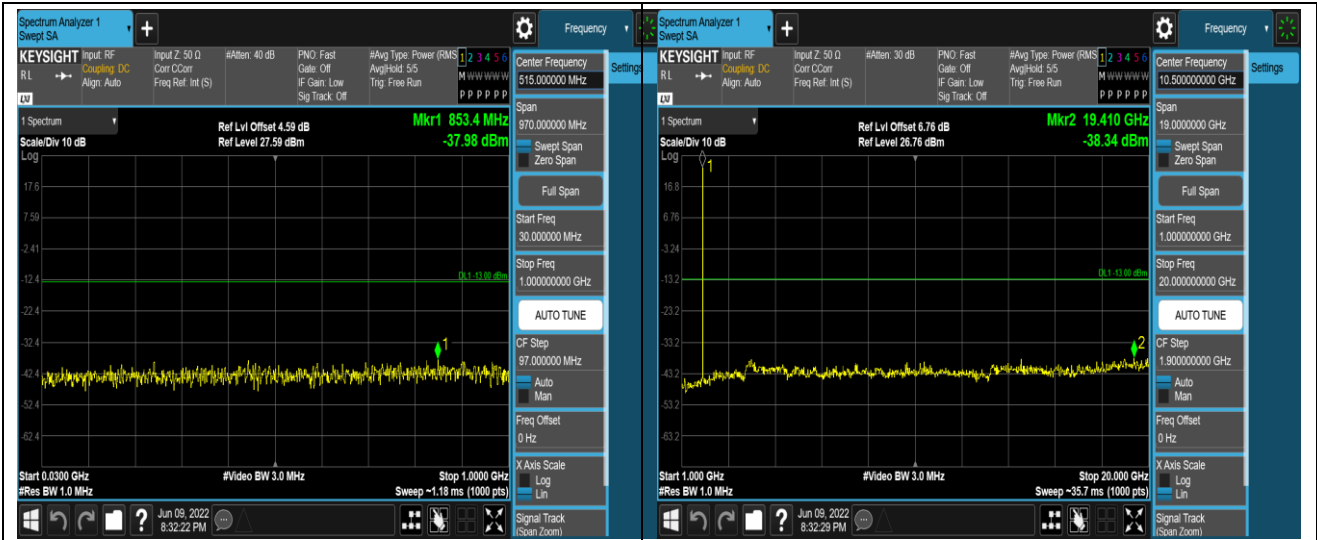 Spectrum Analyzer 1
Swept SA
+
Frequency
KEYSIGHT
RL
LXI
Input: RF
Coupling: DC
Align: Auto
Input Z: 50 Ω
Corr CCorr
Freq Ref: Int (S)
#Atten: 40 dB
PNO: Fast
Gate: Off
IF Gain: Low
Sig Track: Off
#Avg Type: Power (RMS
Avg|Hold: 5/5
Trig: Free Run
1 2 3 4 5 6
M W W W W W
P P P P P P
Center Frequency
515.000000 MHz
Settings
1 Spectrum
Scale/Div 10 dB
Log
Ref Lvl Offset 4.59 dB
Ref Level 27.59 dBm
Mkr1 853.4 MHz
-37.98 dBm
17.6
7.59
-2.41
-12.4
-22.4
-32.4
-42.4
-52.4
-62.4
DL1 -13.00 dBm
1
Start 0.0300 GHz
#Res BW 1.0 MHz
#Video BW 3.0 MHz
Stop 1.0000 GHz
Sweep ~1.18 ms (1000 pts)
Span
970.000000 MHz
Swept Span
Zero Span
Full Span
Start Freq
30.000000 MHz
Stop Freq
1.000000000 GHz
AUTO TUNE
CF Step
97.000000 MHz
Auto
Man
Freq Offset
0 Hz
X Axis Scale
Log
Lin
Signal Track
(Span Zoom)
?
Jun 09, 2022
8:32:22 PM
Spectrum Analyzer 1
Swept SA
+
Frequency
KEYSIGHT
RL
LXI
Input: RF
Coupling: DC
Align: Auto
Input Z: 50 Ω
Corr CCorr
Freq Ref: Int (S)
#Atten: 30 dB
PNO: Fast
Gate: Off
IF Gain: Low
Sig Track: Off
#Avg Type: Power (RMS
Avg|Hold: 5/5
Trig: Free Run
1 2 3 4 5 6
M W W W W W
P P P P P P
Center Frequency
10.500000000 GHz
Settings
1 Spectrum
Scale/Div 10 dB
Log
Ref Lvl Offset 6.76 dB
Ref Level 26.76 dBm
Mkr2 19.410 GHz
-38.34 dBm
16.8
6.76
-3.24
-13.2
-23.2
-33.2
-43.2
-53.2
-63.2
DL1 -13.00 dBm
1
2
Start 1.000 GHz
#Res BW 1.0 MHz
#Video BW 3.0 MHz
Stop 20.000 GHz
Sweep ~35.7 ms (1000 pts)
Span
19.0000000 GHz
Swept Span
Zero Span
Full Span
Start Freq
1.000000000 GHz
Stop Freq
20.000000000 GHz
AUTO TUNE
CF Step
1.900000000 GHz
Auto
Man
Freq Offset
0 Hz
X Axis Scale
Log
Lin
Signal Track
(Span Zoom)
?
Jun 09, 2022
8:32:29 PM